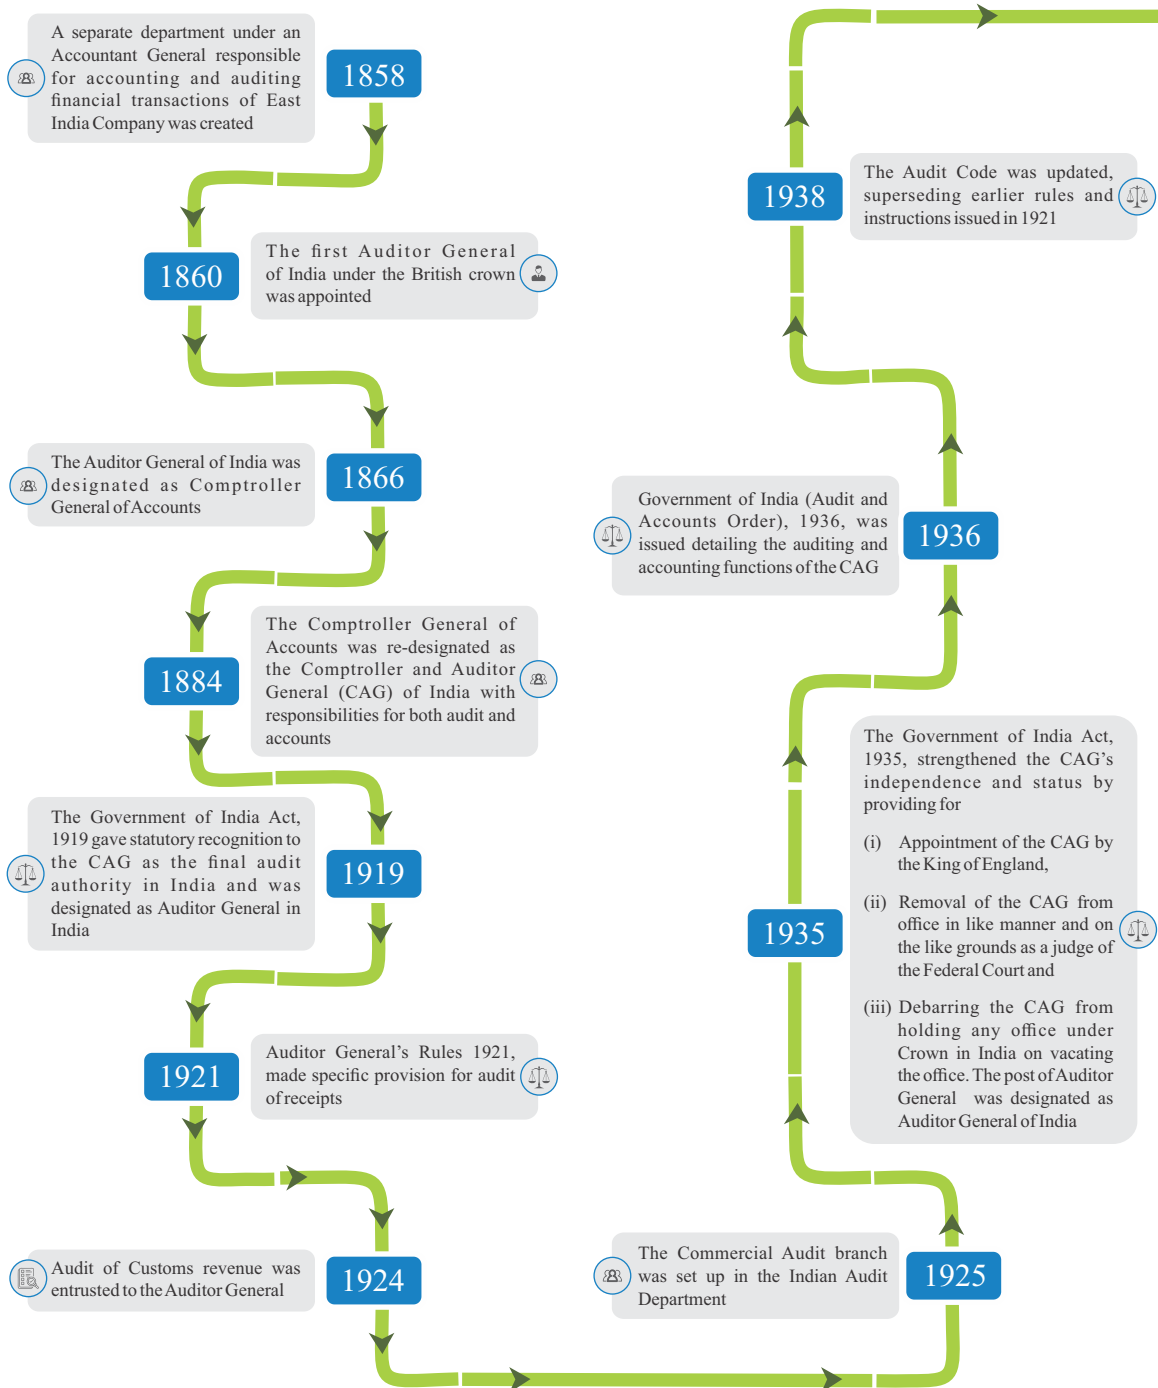 A separate department under an
Accountant General responsible
for accounting and auditing
financial transactions of East
India Company was created
1858
1860
The first Auditor General
of India under the British crown
was appointed
The Auditor General of India was
designated as Comptroller
General of Accounts
1866
1884
The Comptroller General of
Accounts was re-designated as
the Comptroller and Auditor
General (CAG) of India with
responsibilities for both audit and
accounts
The Government of India Act,
1919 gave statutory recognition to
the CAG as the final audit
authority in India and was
designated as Auditor General in
India
1919
1921
Auditor General’s Rules 1921,
made specific provision for audit
of receipts
Audit of Customs revenue was
entrusted to the Auditor General
1924
The Commercial Audit branch
was set up in the Indian Audit
Department
1925
1935
The Government of India Act,
1935, strengthened the CAG’s
independence and status by
providing for
(i) Appointment of the CAG by
the King of England,
(ii) Removal of the CAG from
office in like manner and on
the like grounds as a judge of
the Federal Court and
(iii) Debarring the CAG from
holding any office under
Crown in India on vacating
the office. The post of Auditor
General was designated as
Auditor General of India
Government of India (Audit and
Accounts Order), 1936, was
issued detailing the auditing and
accounting functions of the CAG
1936
1938
The Audit Code was updated,
superseding earlier rules and
instructions issued in 1921